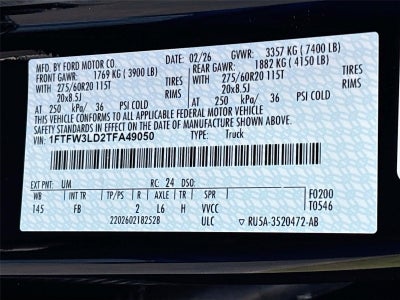 MFD. BY FORD MOTOR CO. 02/26 GVWR: 3357 KG ( 7400 LB)
FRONT GAWR: 1769 KG ( 3900 LB) REAR GAWR: 1882 KG ( 4150 LB)
275/60R20 115T TIRES 275/60R20 115T TIRES
20x8.5J RIMS 20x8.5J RIMS
AT 250 kPa/ 36 PSI COLD AT 250 kPa/ 36 PSI COLD
THIS VEHICLE CONFORMS TO ALL APPLICABLE FEDERAL MOTOR VEHICLE
SAFETY STANDARDS IN EFFECT ON THE DATE OF MANUFACTURE SHOWN ABOVE.
VIN: 1FTFW3LD2TFA49050 TYPE: Truck
EXT PNT: UM RC: 24 DSO:
WB INT TR TP/PS R AXLE TR SPR F0200
145 FB 2 L6 H VVCC T0546
2202602182528 ULC RU5A-3520472-AB